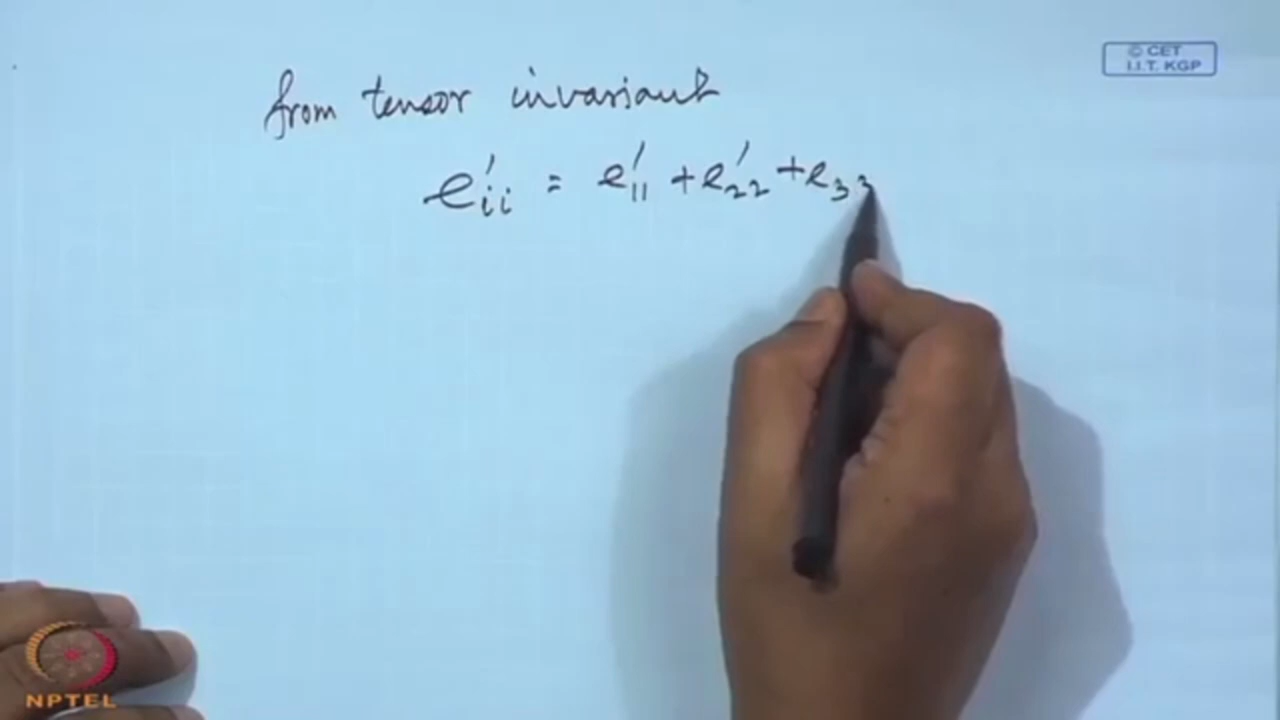 © CET
I.I.T. KGP
from tensor invariant
e'ii = e'11 + e'22 + e33
NPTEL